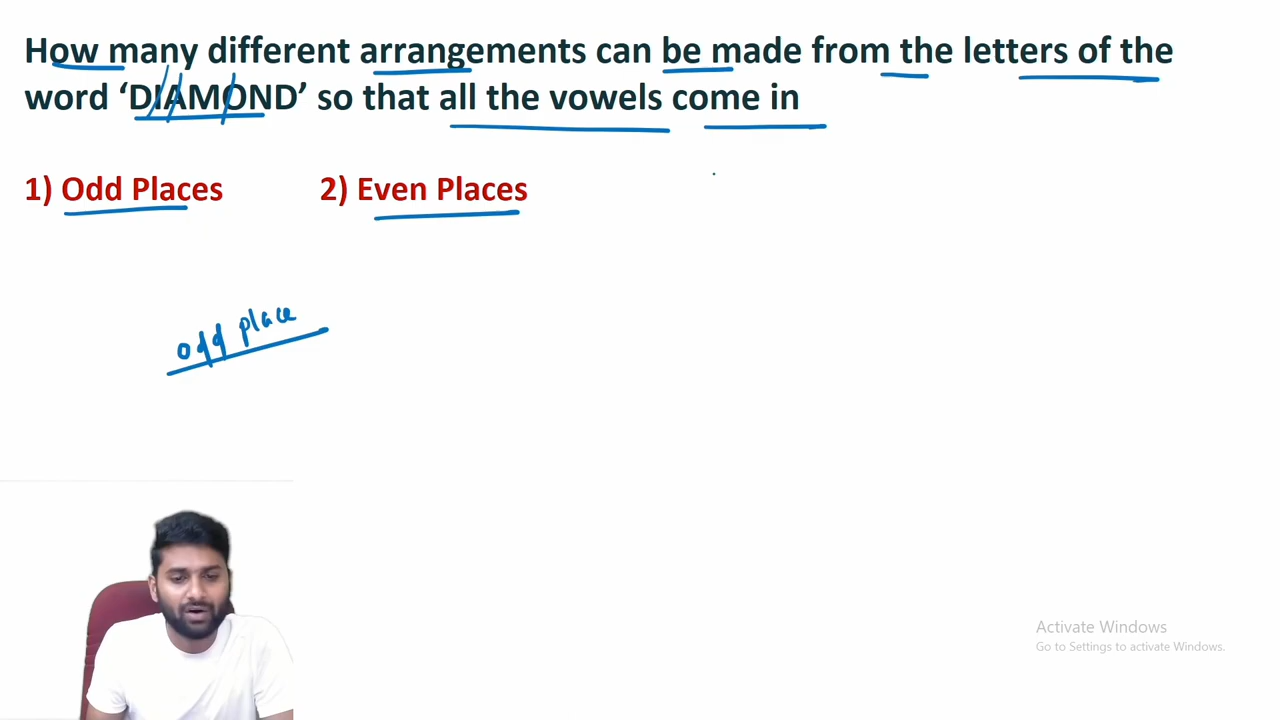 How many different arrangements can be made from the letters of the
word ‘DIAMOND’ so that all the vowels come in
1) Odd Places 2) Even Places
odd place
Activate Windows
Go to Settings to activate Windows.